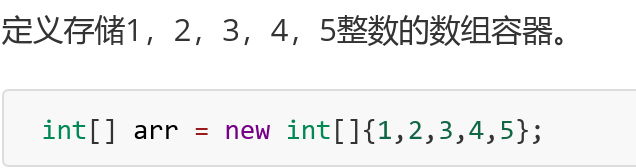 定义存储1，2，3，4，5整数的数组容器。
int[] arr = new int[]{1,2,3,4,5};